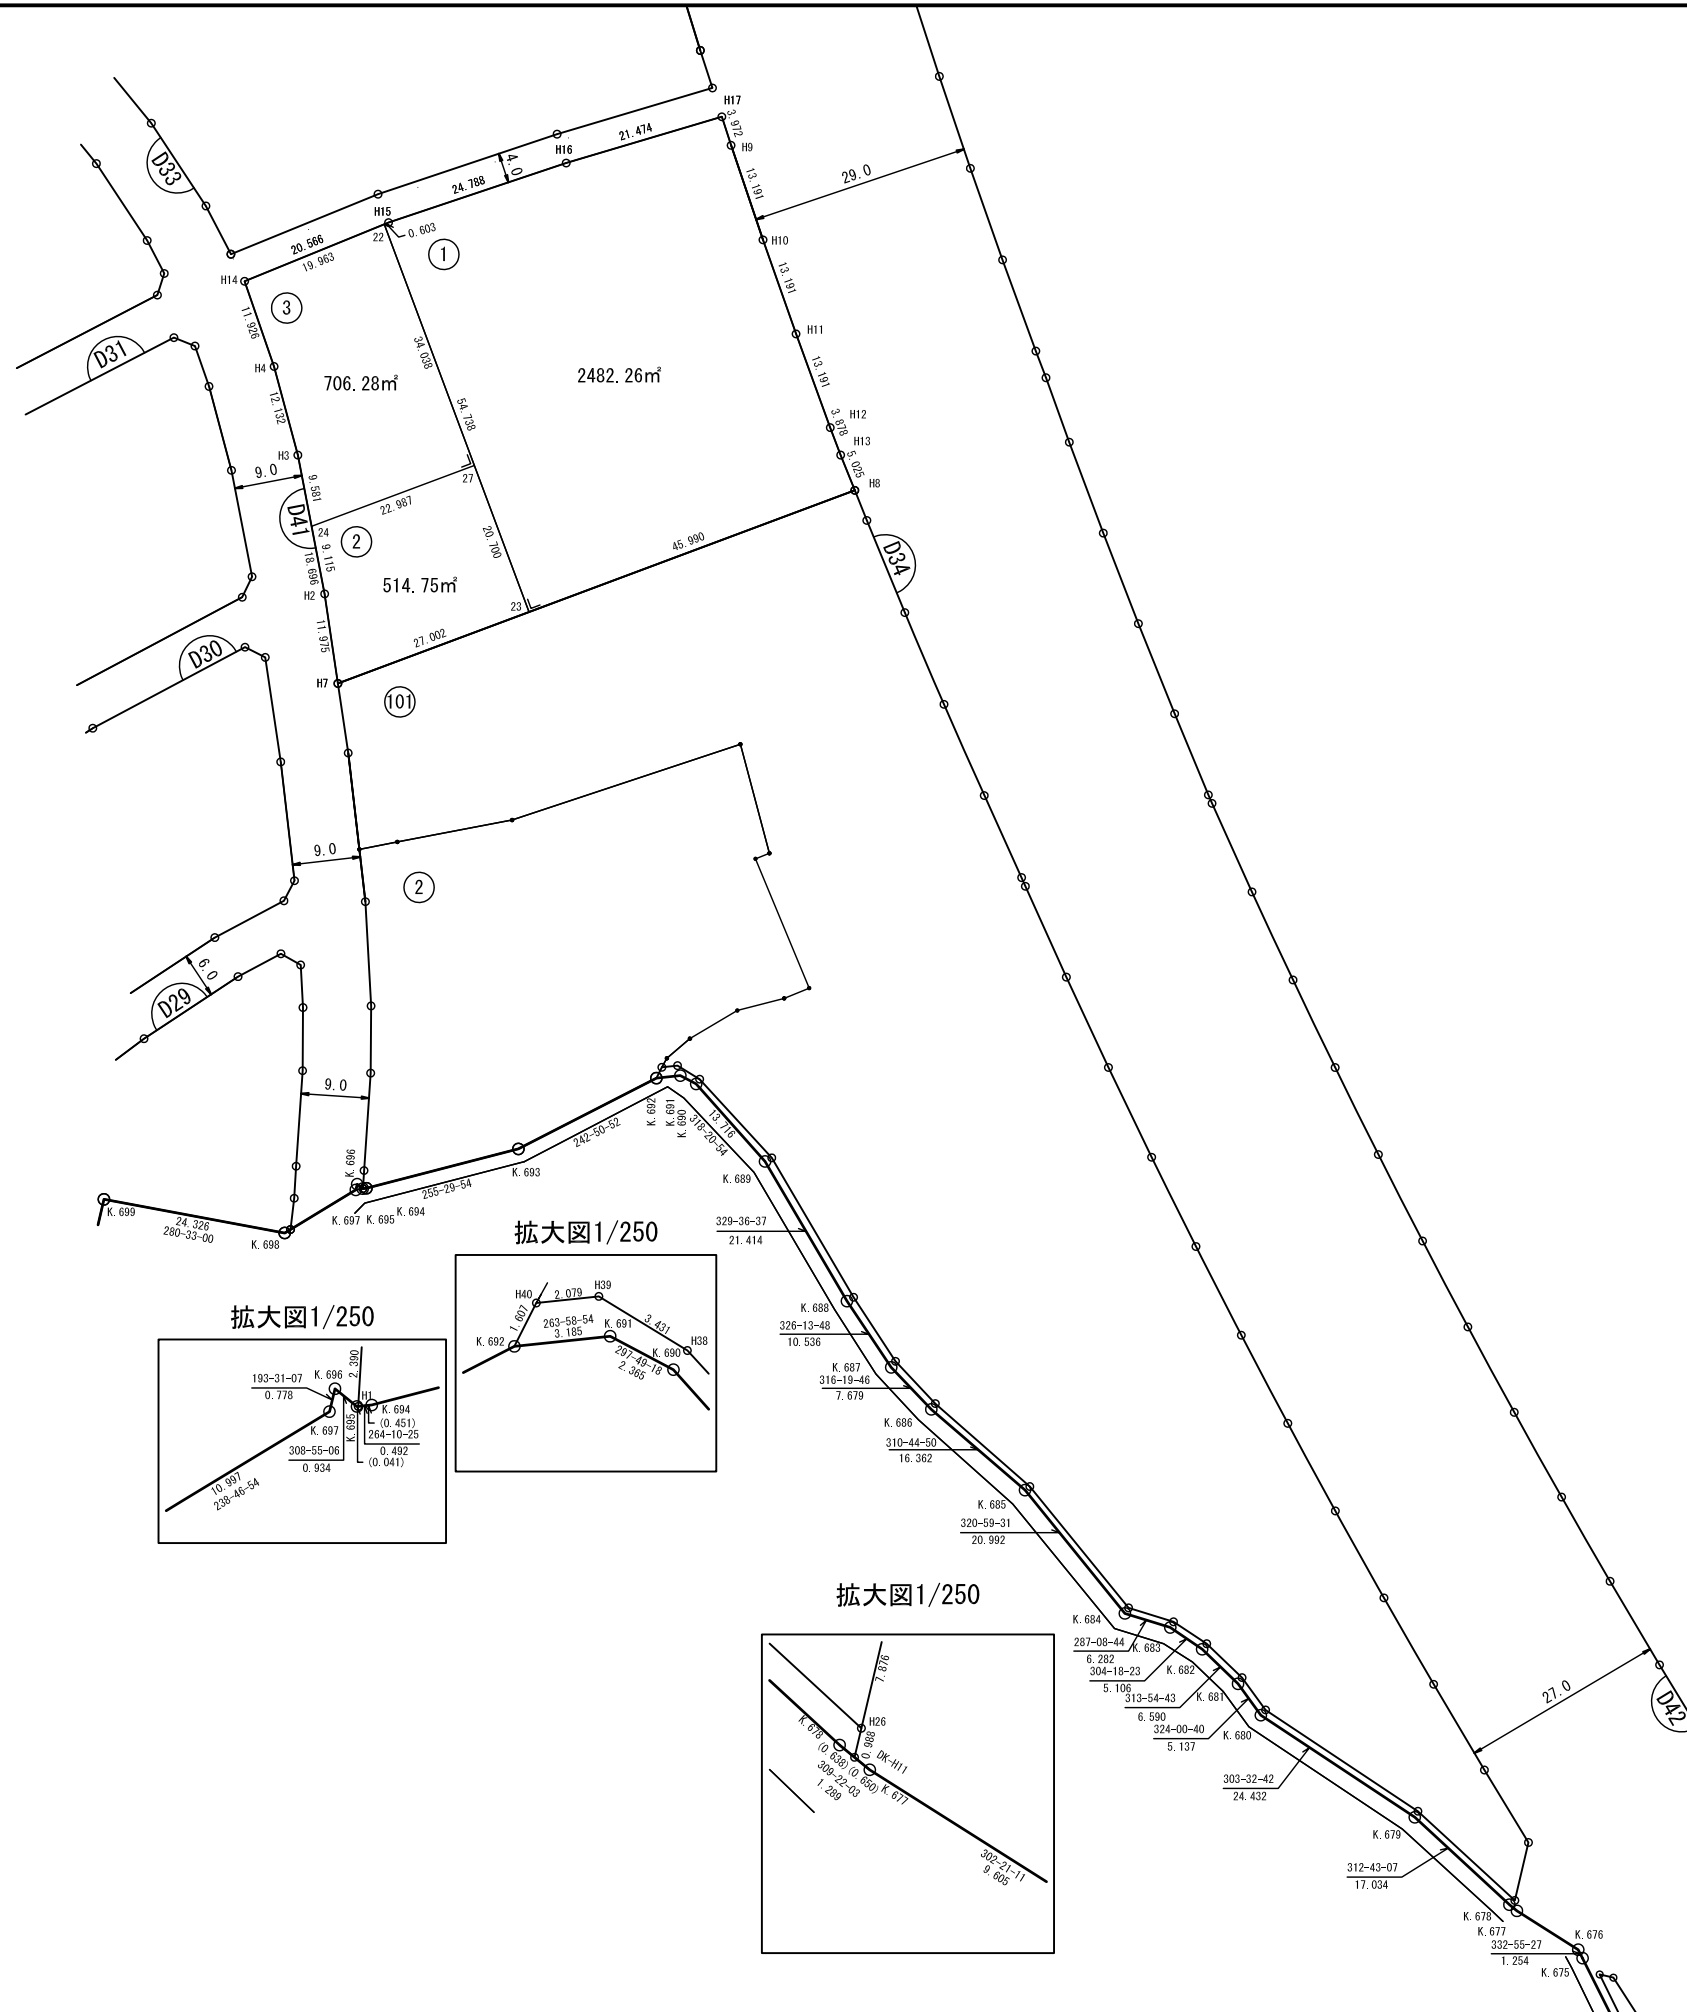 H17
3.972
21.474
H16
H9
4.0
24.788
13.191
29.0
D33
H15
0.603
22
①
20.566
19.963
H10
H14
③
13.191
11.926
D31
34.038
H11
H4
706.28㎡
2482.26㎡
13.191
12.132
54.738
H12
3.878
H13
H3
9.0
5.025
27
9.581
H8
22.987
D41
24
②
9.115
20.700
45.990
D34
18.696
514.75㎡
H2
23
11.975
27.002
D30
H7
101
9.0
②
6.0
D29
9.0
K.692
K.691
K.690
13.716
318-20-54
242-50-52
K.696
K.693
K.689
255-29-54
K.699
24.326
280-33-00
K.697
K.695
K.694
K.698
329-36-37
21.414
拡大図1/250
H40
2.079
H39
1.607
263-58-54
3.185
K.691
3.431
K.692
K.690
H38
297-49-18
2.365
拡大図1/250
193-31-07
0.778
K.696
2.390
H1
K.694
(0.451)
K.697
K.695
264-10-25
0.492
(0.041)
308-55-06
0.934
10.997
238-46-54
K.688
326-13-48
10.536
K.687
316-19-46
7.679
K.686
310-44-50
16.362
K.685
320-59-31
20.992
拡大図1/250
K.684
287-08-44
6.282
K.683
304-18-23
5.106
K.682
313-54-43
6.590
K.681
324-00-40
5.137
K.680
27.0
D42
7.876
H26
K.678
0.988
DK-H11
(0.638)
(0.650)
309-22-03
1.289
K.677
302-21-11
9.605
303-32-42
24.432
K.679
312-43-07
17.034
K.678
K.677
K.676
332-55-27
1.254
K.675